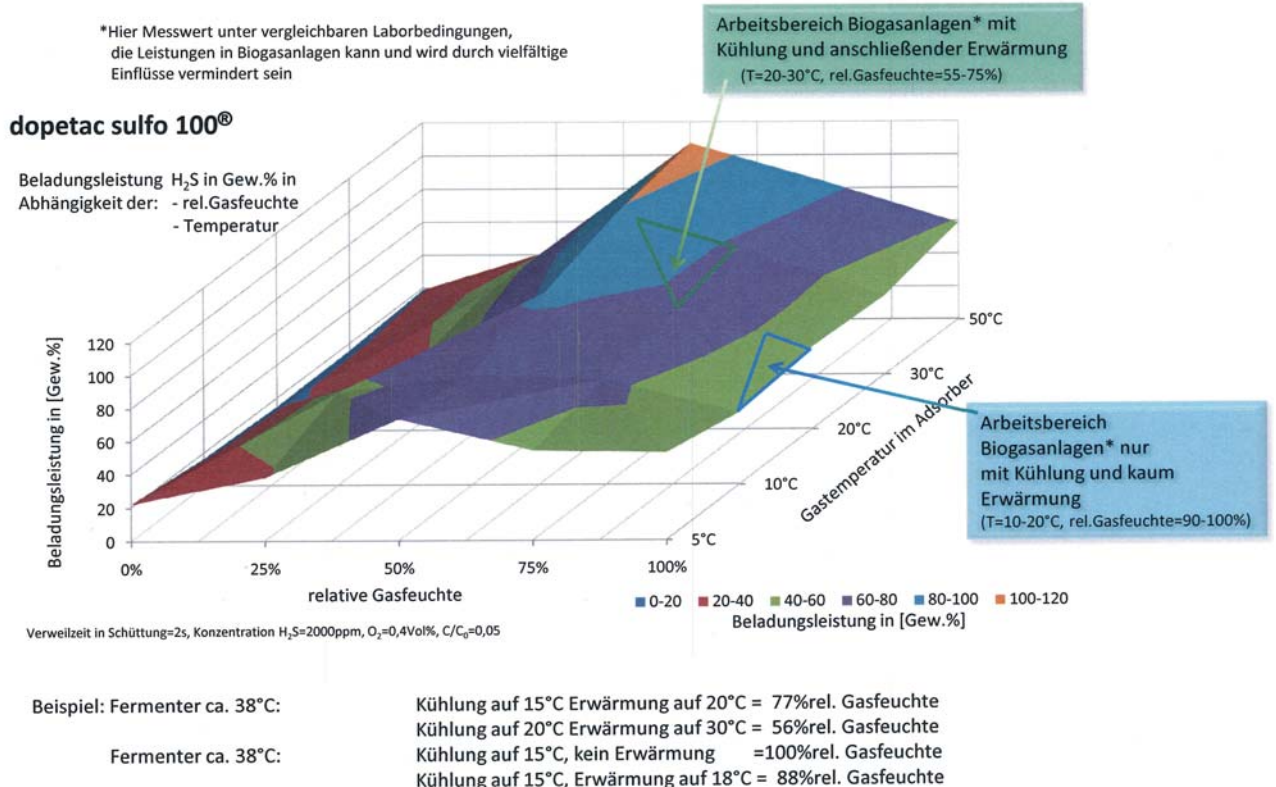 *Hier Messwert unter vergleichbaren Laborbedingungen,
die Leistungen in Biogasanlagen kann und wird durch vielfältige
Einflüsse vermindert sein
Arbeitsbereich Biogasanlagen* mit
Kühlung und anschließender Erwärmung
(T=20-30°C, rel.Gasfeuchte=55-75%)
dopetac sulfo 100®
Beladungsleistung H₂S in Gew.% in
Abhängigkeit der: - rel.Gasfeuchte
- Temperatur
Beladungsleistung in [Gew.%]
120
100
80
60
40
20
0
0%
25%
50%
75%
100%
relative Gasfeuchte
5°C
10°C
20°C
30°C
50°C
Gastemperatur im Adsorber
Arbeitsbereich
Biogasanlagen* nur
mit Kühlung und kaum
Erwärmung
(T=10-20°C, rel.Gasfeuchte=90-100%)
0-20 20-40 40-60 60-80 80-100 100-120
Beladungsleistung in [Gew.%]
Verweilzeit in Schüttung=2s, Konzentration H₂S=2000ppm, O₂=0,4Vol%, C/C₀=0,05
Beispiel: Fermenter ca. 38°C: Kühlung auf 15°C Erwärmung auf 20°C = 77%rel. Gasfeuchte
Kühlung auf 20°C Erwärmung auf 30°C = 56%rel. Gasfeuchte
Fermenter ca. 38°C: Kühlung auf 15°C, kein Erwärmung =100%rel. Gasfeuchte
Kühlung auf 15°C, Erwärmung auf 18°C = 88%rel. Gasfeuchte